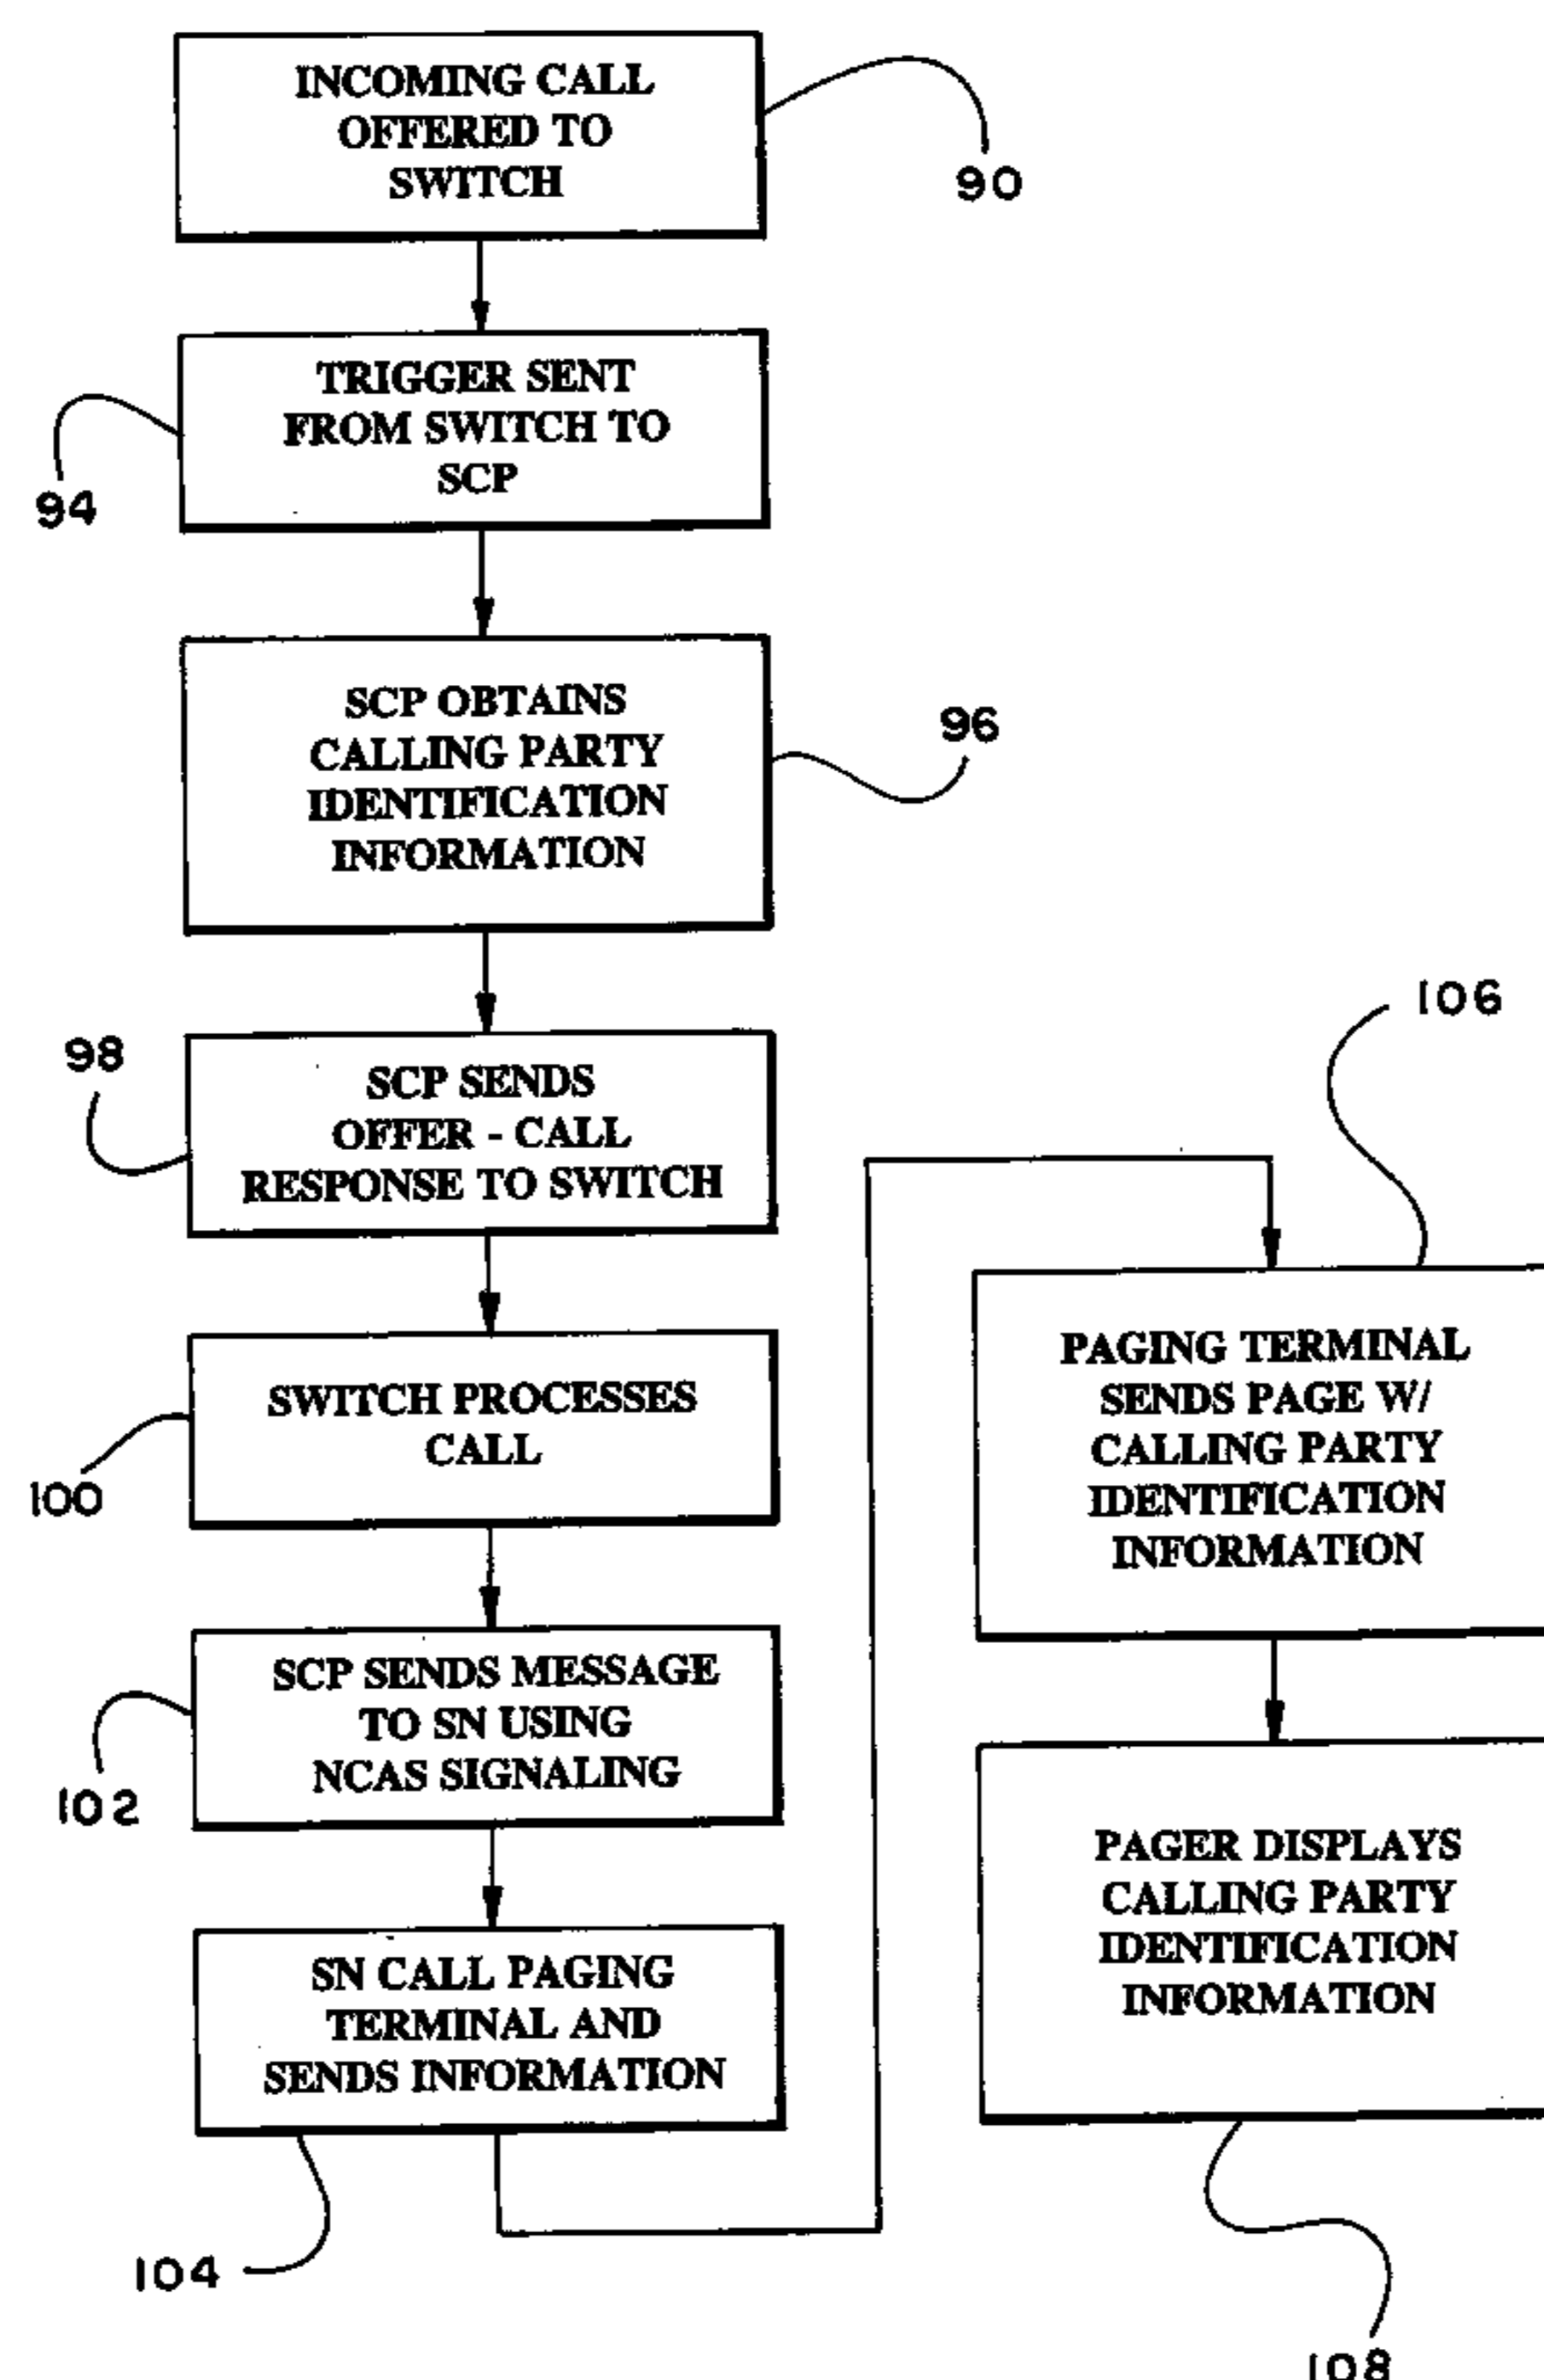 INCOMING CALL
OFFERED TO
SWITCH
90
TRIGGER SENT
FROM SWITCH TO
SCP
94
SCP OBTAINS
CALLING PARTY
IDENTIFICATION
INFORMATION
96
SCP SENDS
OFFER - CALL
RESPONSE TO SWITCH
98
SWITCH PROCESSES
CALL
100
SCP SENDS MESSAGE
TO SN USING
NCAS SIGNALING
102
SN CALL PAGING
TERMINAL AND
SENDS INFORMATION
104
106
PAGING TERMINAL
SENDS PAGE W/
CALLING PARTY
IDENTIFICATION
INFORMATION
PAGER DISPLAYS
CALLING PARTY
IDENTIFICATION
INFORMATION
108